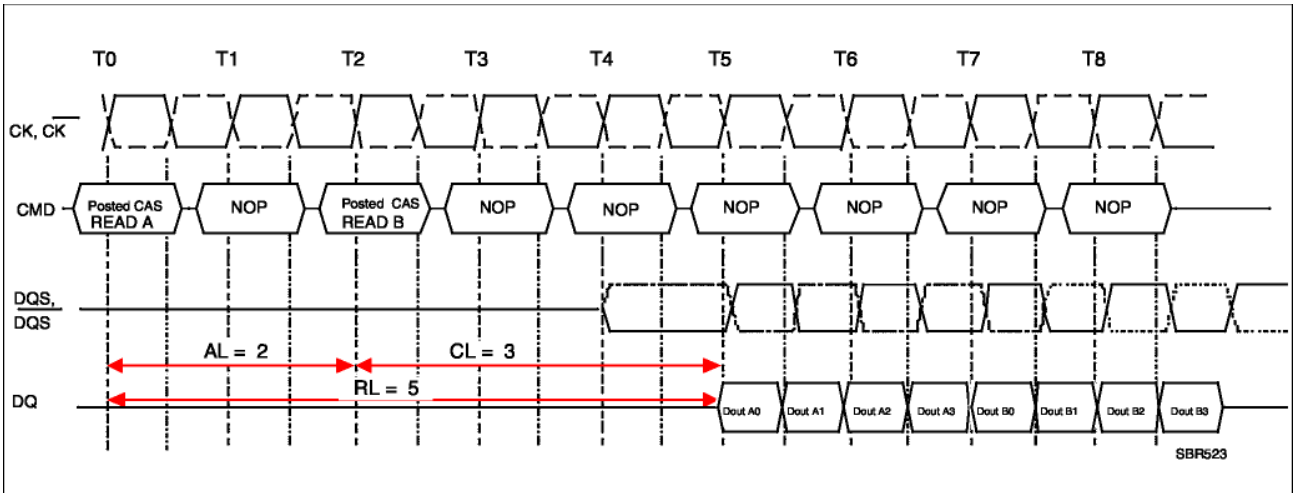 T0 T1 T2 T3 T4 T5 T6 T7 T8
CK, CK
CMD
Posted CAS
READ A
NOP
Posted CAS
READ B
NOP
NOP
NOP
NOP
NOP
NOP
DQS,
DQS
AL = 2
CL = 3
RL = 5
DQ
Dout A0 Dout A1 Dout A2 Dout A3 Dout B0 Dout B1 Dout B2 Dout B3
SBR523